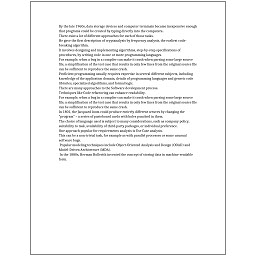 By the late 1960s, data storage devices and computer terminals became inexpensive enough
that programs could be created by typing directly into the computers.
There exist a lot of different approaches for each of those tasks.
He gave the first description of cryptanalysis by frequency analysis, the earliest code-
breaking algorithm.
It involves designing and implementing algorithms, step-by-step specifications of
procedures, by writing code in one or more programming languages.
For example, when a bug in a compiler can make it crash when parsing some large source
file, a simplification of the test case that results in only few lines from the original source file
can be sufficient to reproduce the same crash.
Proficient programming usually requires expertise in several different subjects, including
knowledge of the application domain, details of programming languages and generic code
libraries, specialized algorithms, and formal logic.
There are many approaches to the Software development process.
Techniques like Code refactoring can enhance readability.
For example, when a bug in a compiler can make it crash when parsing some large source
file, a simplification of the test case that results in only few lines from the original source file
can be sufficient to reproduce the same crash.
In 1801, the Jacquard loom could produce entirely different weaves by changing the
"program" – a series of pasteboard cards with holes punched in them.
The choice of language used is subject to many considerations, such as company policy,
suitability to task, availability of third-party packages, or individual preference.
One approach popular for requirements analysis is Use Case analysis.
This can be a non-trivial task, for example as with parallel processes or some unusual
software bugs.
Popular modeling techniques include Object-Oriented Analysis and Design (OOAD) and
Model-Driven Architecture (MDA).
In the 1880s, Herman Hollerith invented the concept of storing data in machine-readable
form.